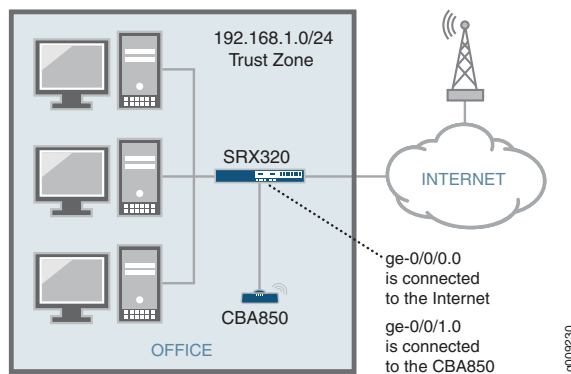 192.168.1.0/24
Trust Zone
SRX320
INTERNET
ge-0/0/0.0
is connected
to the Internet
CBA850
ge-0/0/1.0
is connected
to the CBA850
OFFICE
g009230